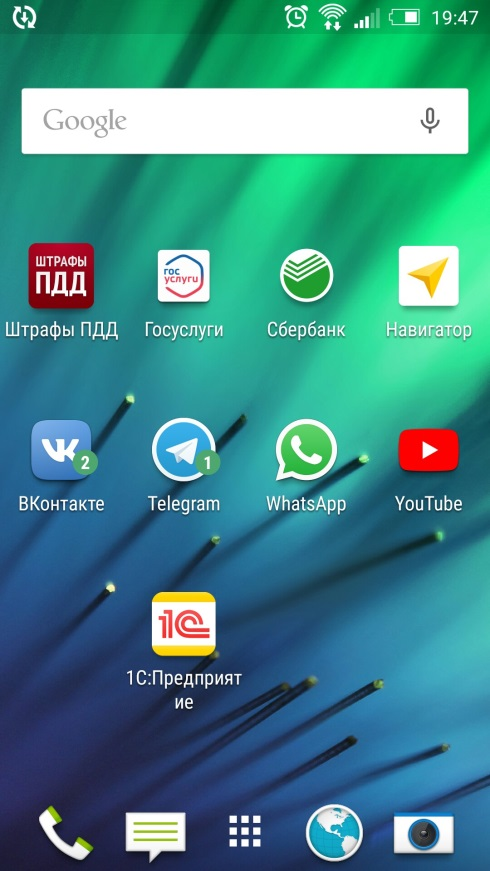 19:47
Google
ШТРАФЫ
ПДД
гос
услуги
Штрафы ПДД
Госуслуги
Сбербанк
Навигатор
2
1
ВКонтакте
Telegram
WhatsApp
YouTube
1С
1С:Предприят
ие